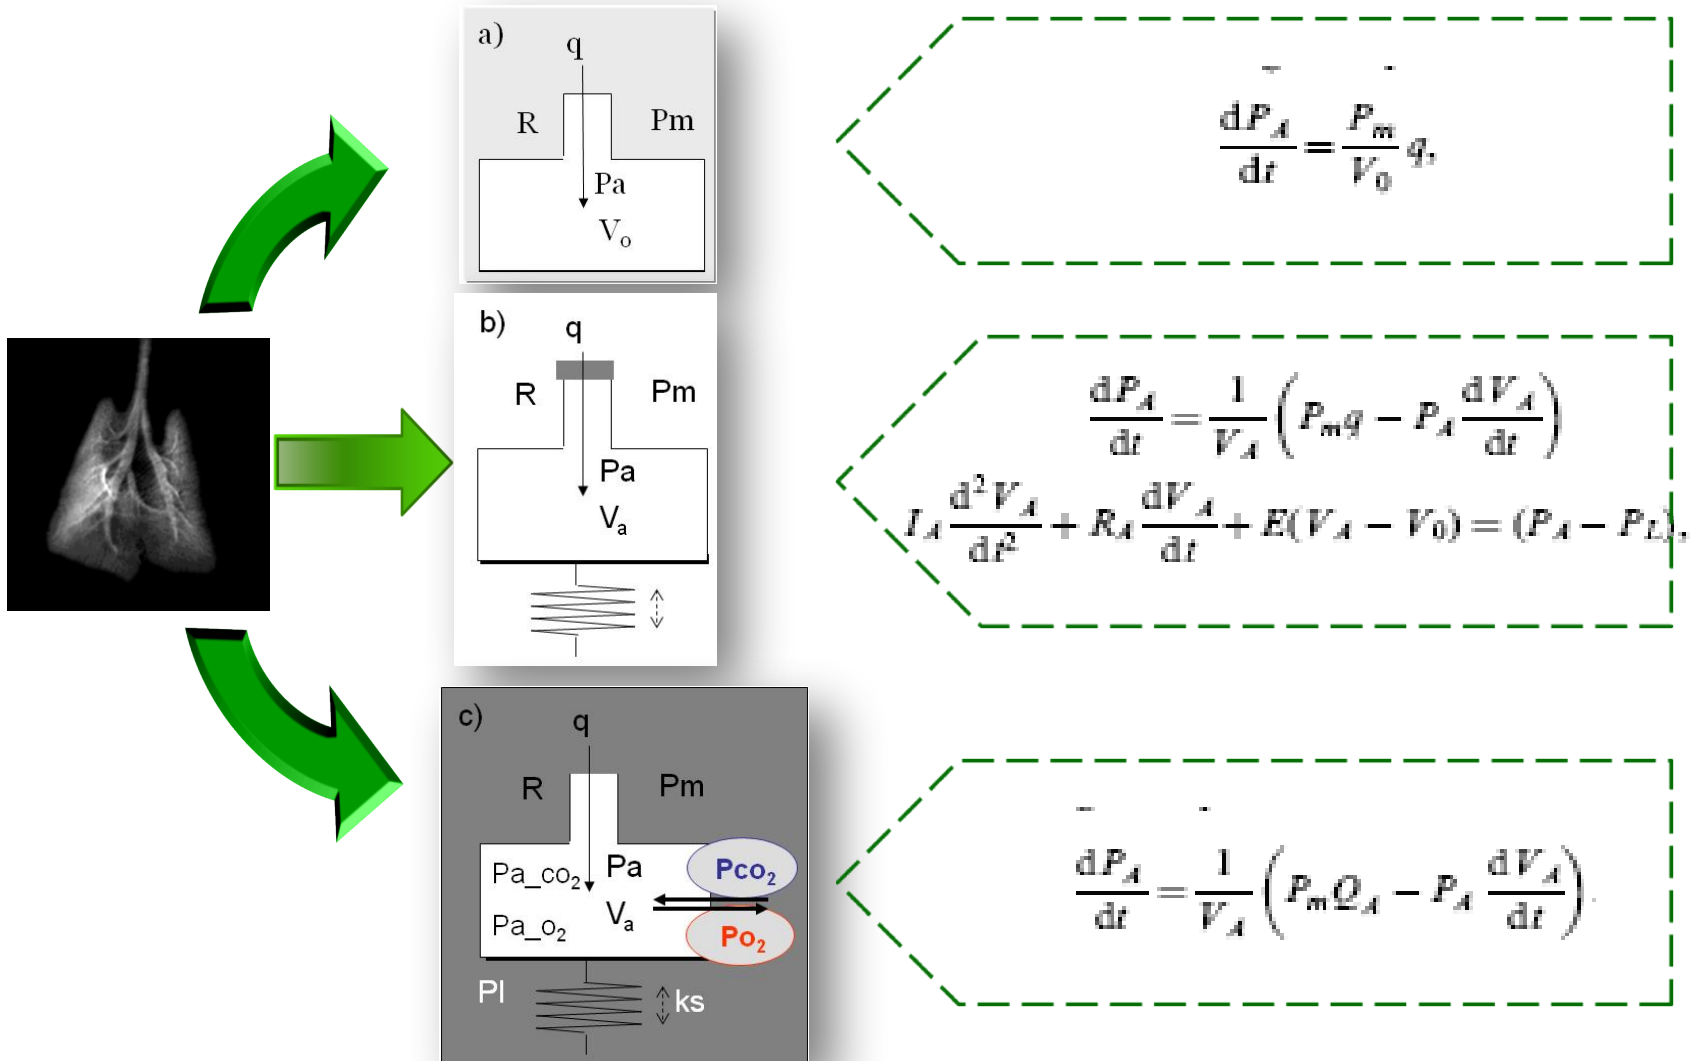 a)
q
R
Pm
Pa
V₀
dP_A/dt = P_m/V_0 q,
b)
q
R
Pm
Pa
Vₐ
dP_A/dt = 1/V_A (P_m q − P_A dV_A/dt)
I_A d²V_A/dt² + R_A dV_A/dt + E(V_A − V_0) = (P_A − P_L),
c)
q
R
Pm
Pa_co₂
Pa
Pco₂
Vₐ
Pa_o₂
Po₂
Pl
ks
dP_A/dt = 1/V_A (P_m Q_A − P_A dV_A/dt)